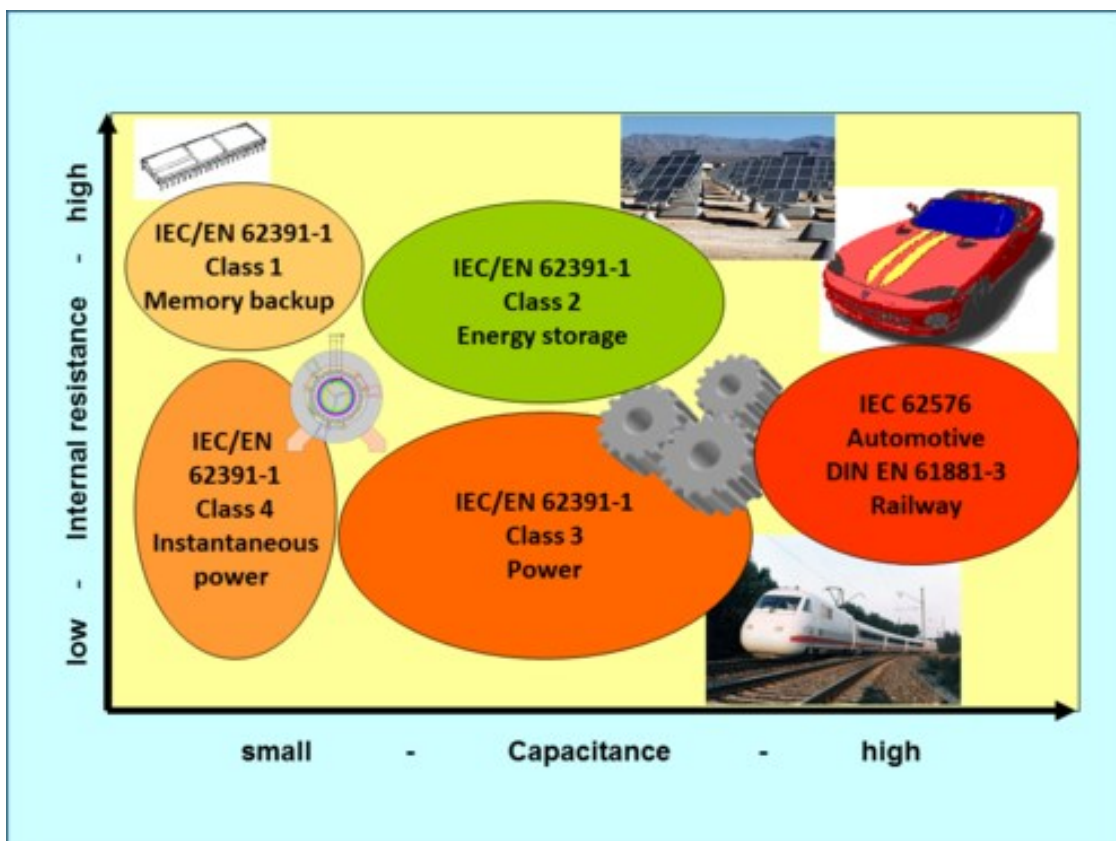 IEC/EN 62391-1
Class 1
Memory backup
IEC/EN 62391-1
Class 2
Energy storage
IEC 62576
Automotive
DIN EN 61881-3
Railway
IEC/EN
62391-1
Class 4
Instantaneous
power
IEC/EN 62391-1
Class 3
Power
low - Internal resistance - high
small - Capacitance - high